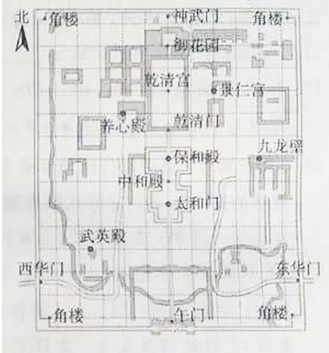 北
神武门
角楼
角楼
御花园
乾清宫
景仁宫
养心殿
乾清门
九龙壁
保和殿
中和殿
太和门
武英殿
西华门
东华门
角楼
午门
角楼